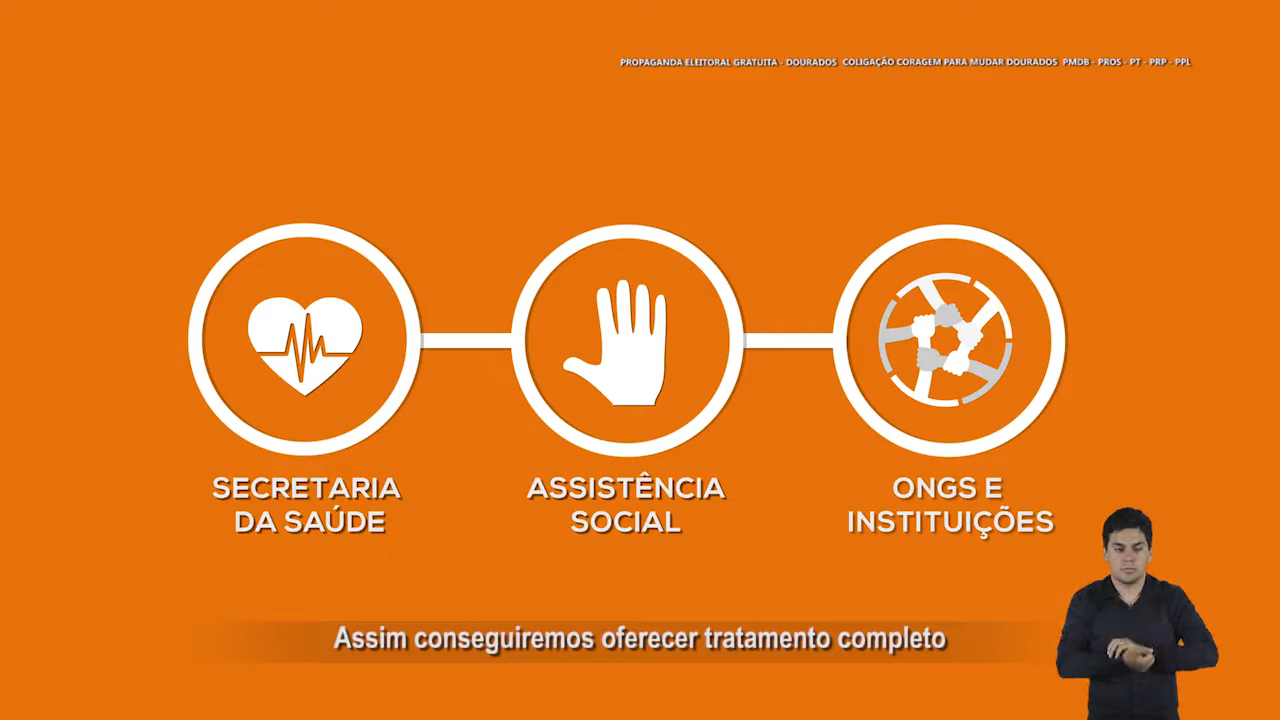 PROPAGANDA ELEITORAL GRATUITA - DOURADOS COLIGAÇÃO CORAGEM PARA MUDAR DOURADOS PMDB - PROS - PT - PRP - PPL
SECRETARIA
DA SAÚDE
ASSISTÊNCIA
SOCIAL
ONGS E
INSTITUIÇÕES
Assim conseguiremos oferecer tratamento completo